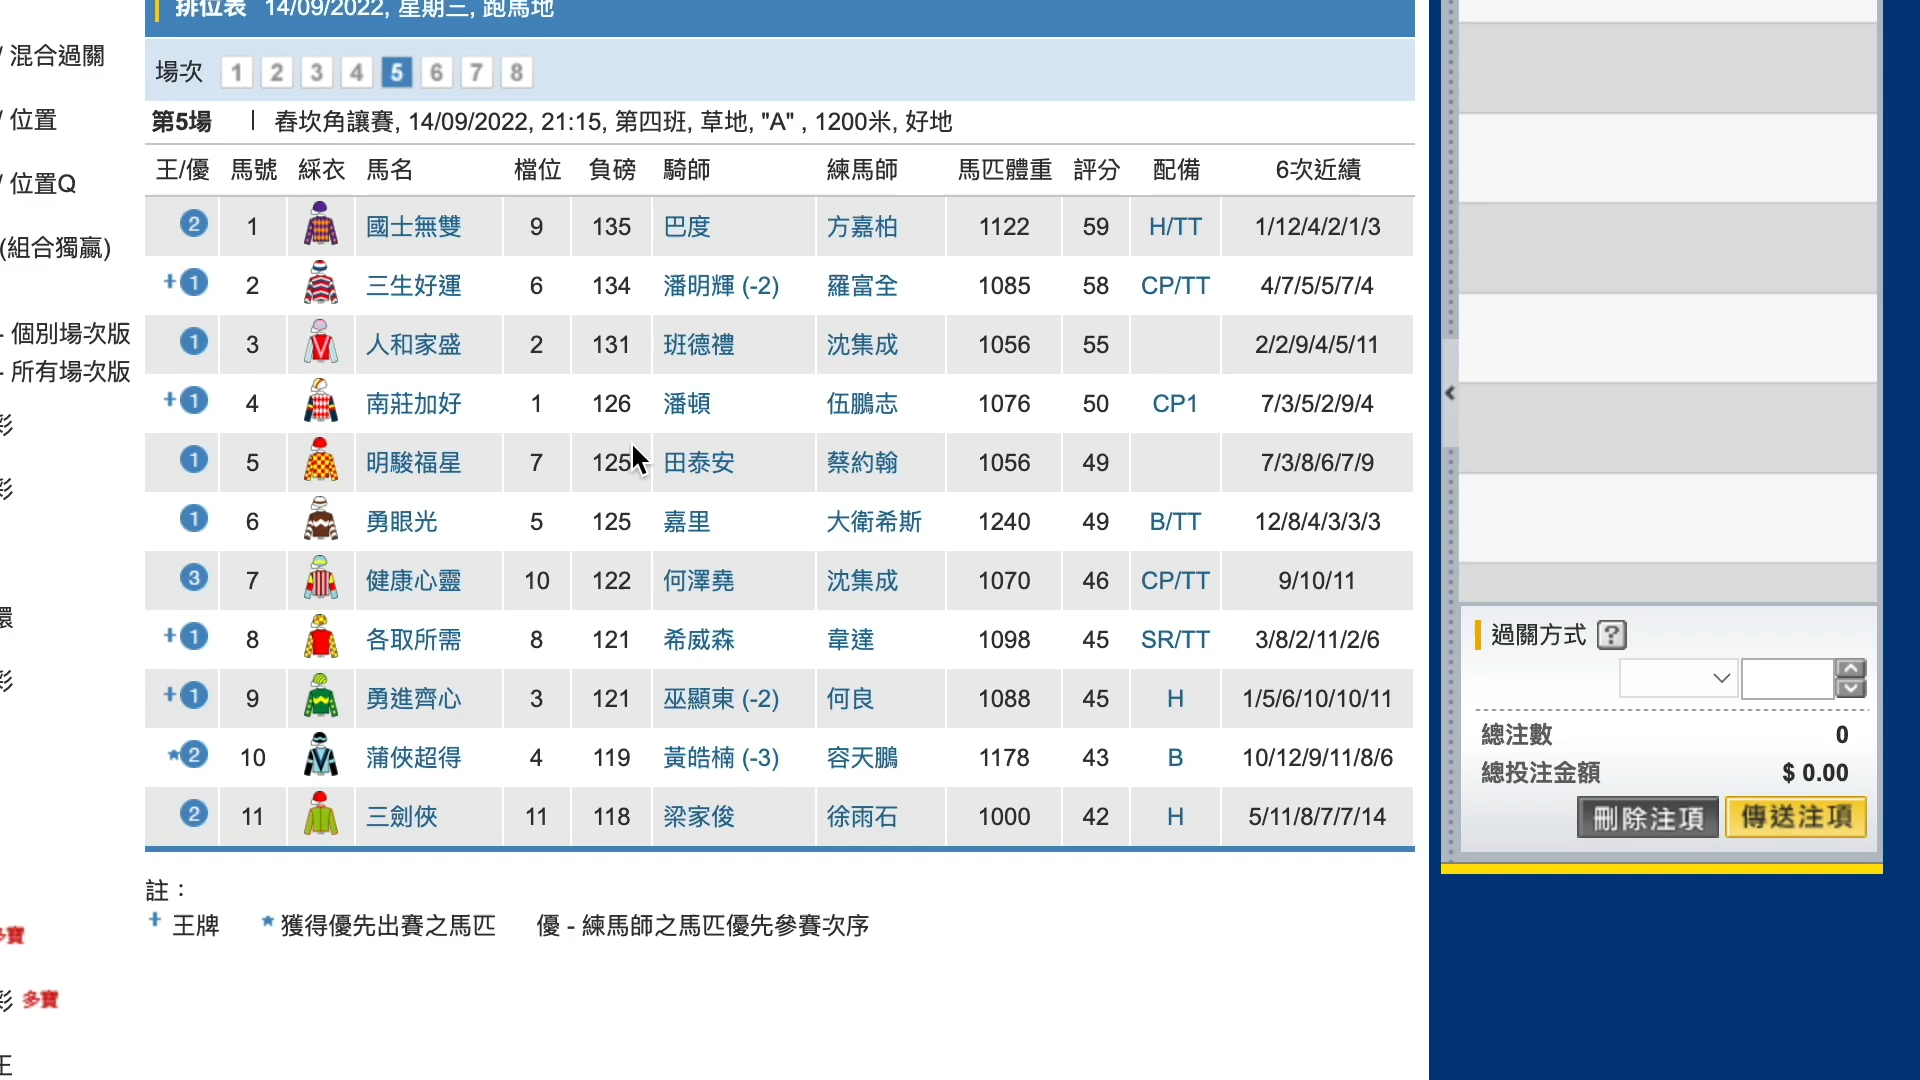 排位表 14/09/2022, 星期三, 跑馬地
/ 混合過關
場次 1 2 3 4 5 6 7 8
/ 位置
第5場 | 舂坎角讓賽, 14/09/2022, 21:15, 第四班, 草地, "A" , 1200米, 好地
/ 位置Q
王/優 馬號 綵衣 馬名 檔位 負磅 騎師 練馬師 馬匹體重 評分 配備 6次近績
(組合獨贏)
2 1 國士無雙 9 135 巴度 方嘉柏 1122 59 H/TT 1/12/4/2/1/3
+1 2 三生好運 6 134 潘明輝 (-2) 羅富全 1085 58 CP/TT 4/7/5/5/7/4
- 個別場次版
1 3 人和家盛 2 131 班德禮 沈集成 1056 55 2/2/9/4/5/11
- 所有場次版
+1 4 南莊加好 1 126 潘頓 伍鵬志 1076 50 CP1 7/3/5/2/9/4
彩
1 5 明駿福星 7 125 田泰安 蔡約翰 1056 49 7/3/8/6/7/9
彩
1 6 勇眼光 5 125 嘉里 大衛希斯 1240 49 B/TT 12/8/4/3/3/3
3 7 健康心靈 10 122 何澤堯 沈集成 1070 46 CP/TT 9/10/11
環
+1 8 各取所需 8 121 希威森 韋達 1098 45 SR/TT 3/8/2/11/2/6
彩
+1 9 勇進齊心 3 121 巫顯東 (-2) 何良 1088 45 H 1/5/6/10/10/11
★2 10 蒲俠超得 4 119 黃皓楠 (-3) 容天鵬 1178 43 B 10/12/9/11/8/6
2 11 三劍俠 11 118 梁家俊 徐雨石 1000 42 H 5/11/8/7/7/14
註：
+ 王牌 ★ 獲得優先出賽之馬匹 優 - 練馬師之馬匹優先參賽次序
多寶
彩 多寶
王
過關方式 ?
總注數 0
總投注金額 $ 0.00
刪除注項 傳送注項